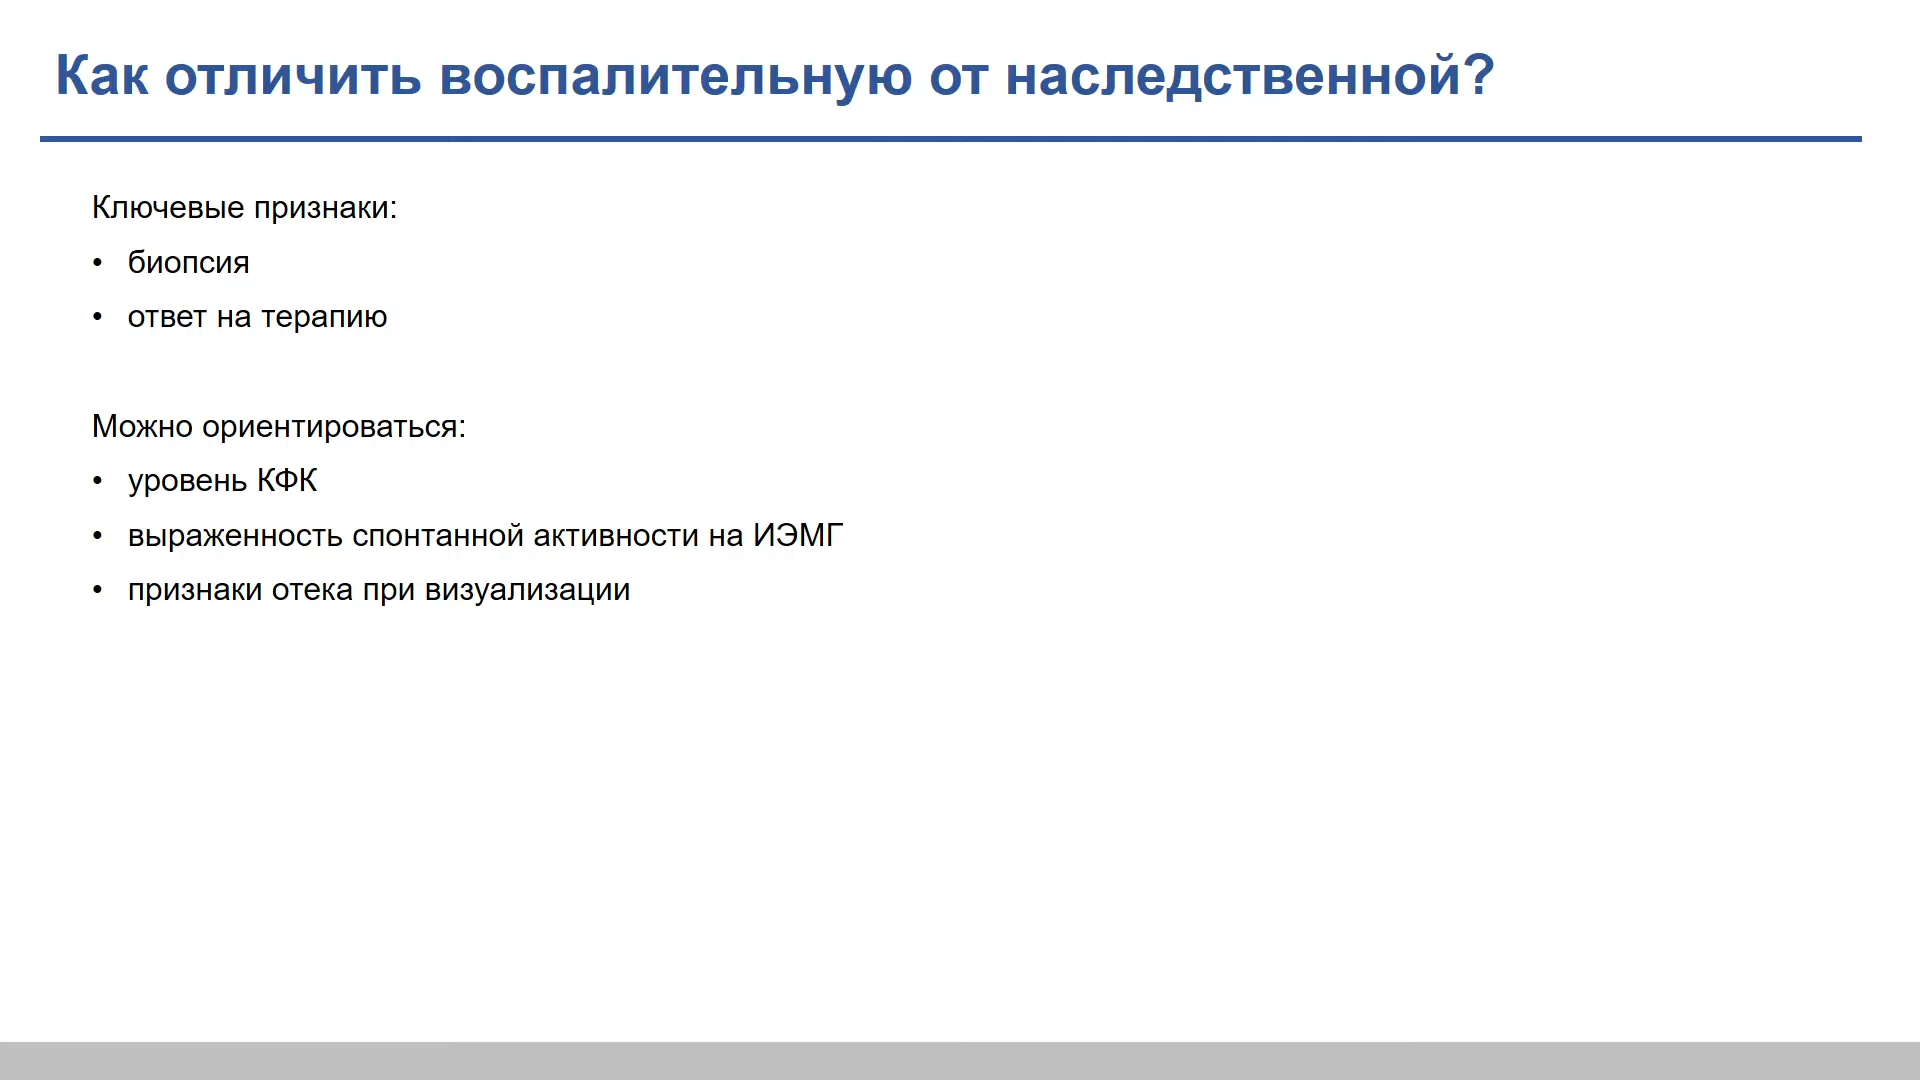 Как отличить воспалительную от наследственной?
Ключевые признаки:
• биопсия
• ответ на терапию
Можно ориентироваться:
• уровень КФК
• выраженность спонтанной активности на ИЭМГ
• признаки отека при визуализации